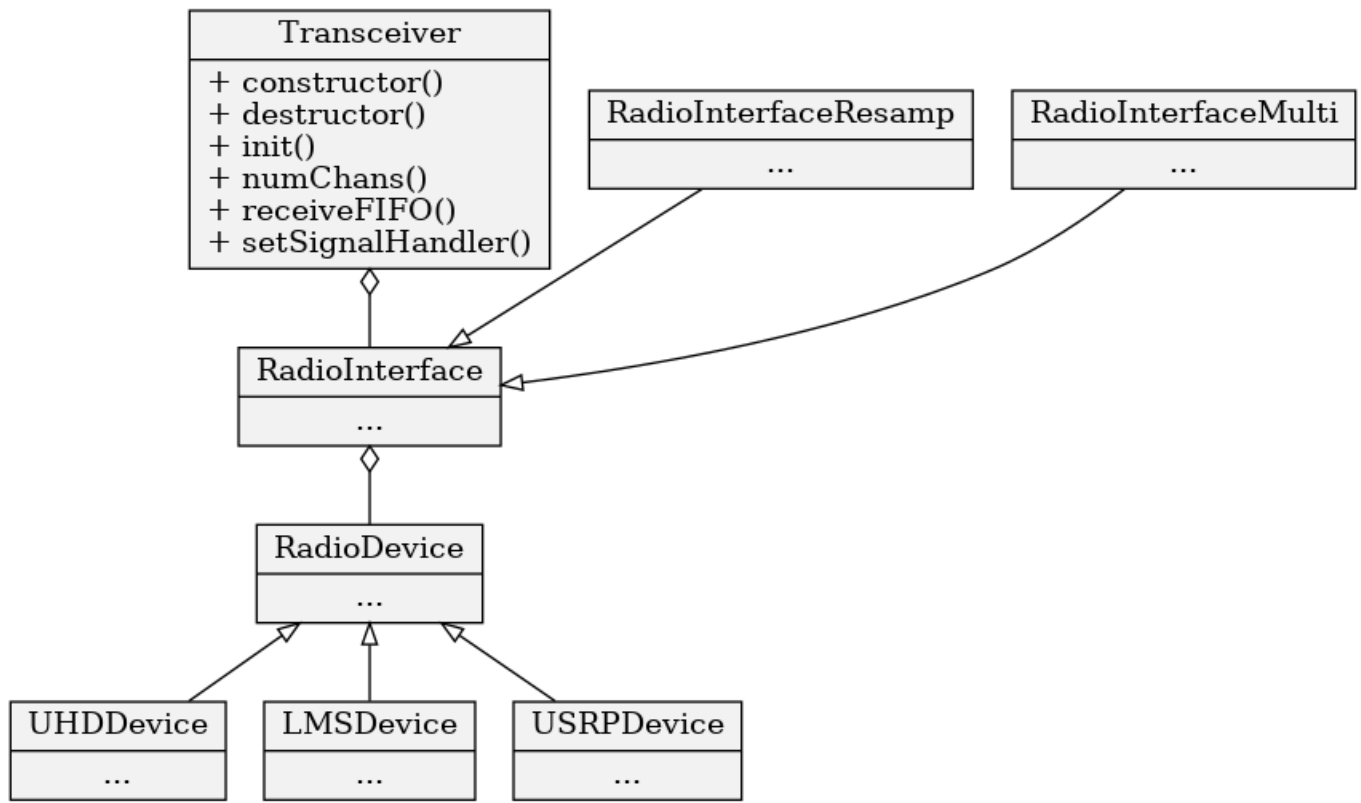 Transceiver
+ constructor()
+ destructor()
+ init()
+ numChans()
+ receiveFIFO()
+ setSignalHandler()
RadioInterfaceResamp
...
RadioInterfaceMulti
...
RadioInterface
...
RadioDevice
...
UHDDevice
...
LMSDevice
...
USRPDevice
...